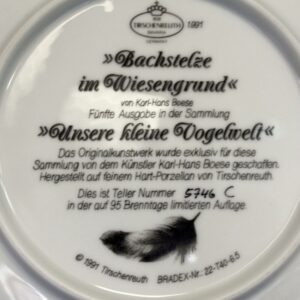 TIRSCHENREUTH
BAVARIA
GERMANY
1991
»Bachstelze
im Wiesengrund«
von Karl-Hans Boese
Fünfte Ausgabe in der Sammlung
»Unsere kleine Vogelwelt«
Das Originalkunstwerk wurde exklusiv für diese
Sammlung von dem Künstler Karl-Hans Boese geschaffen.
Hergestellt auf feinem Hart-Porzellan von Tirschenreuth.
Dies ist Teller Nummer 5746 C
in der auf 95 Brenntage limitierten Auflage.
© 1991 Tirschenreuth BRADEX-Nr.: 22-T40-6.5